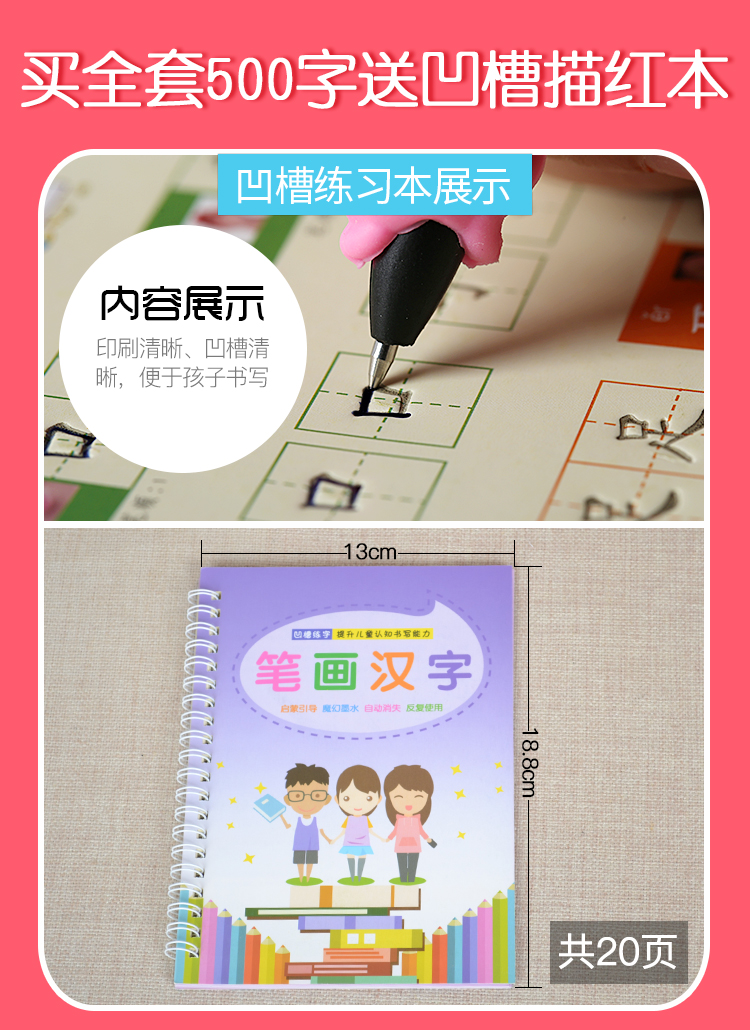 买全套500字送凹槽描红本
凹槽练习本展示
内容展示
印刷清晰、凹槽清
晰，便于孩子书写
13cm
凹槽练字 提升儿童认知书写能力
笔画汉字
启蒙引导 魔幻墨水 自动消失 反复使用
18.8cm
共20页